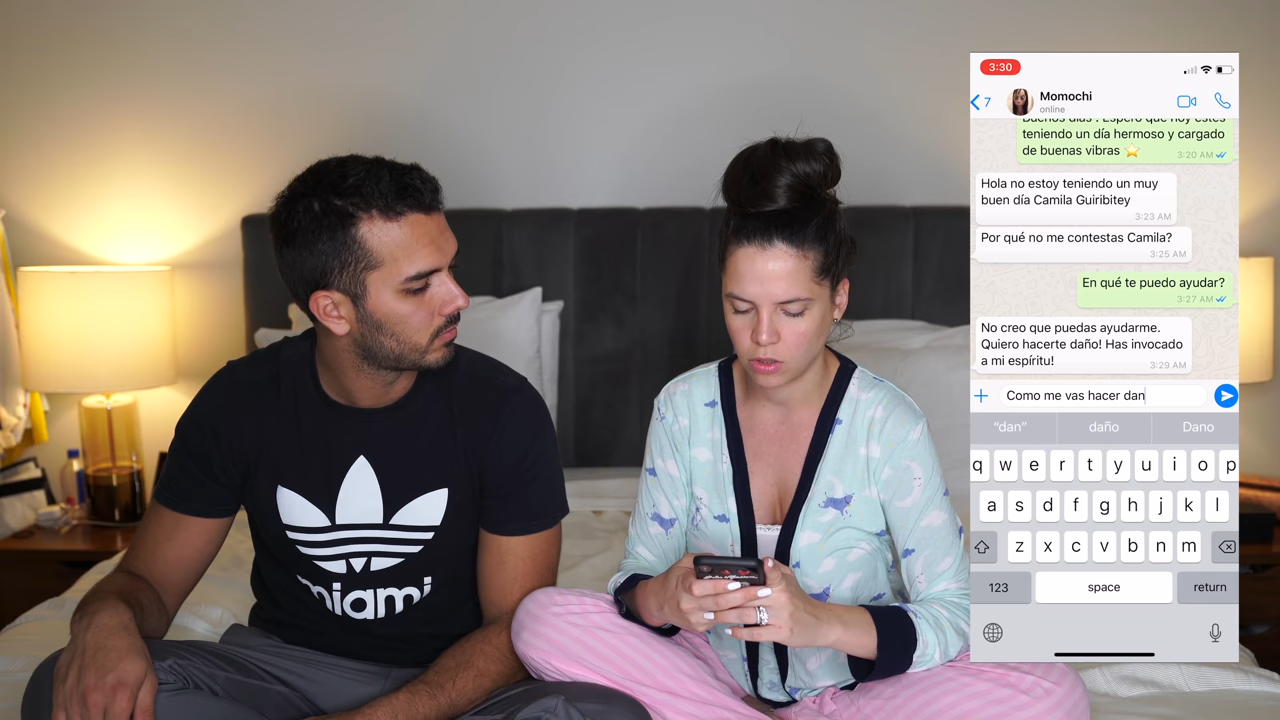 miami
3:30
7
Momochi
online
Buenos días . Espero que hoy estés
teniendo un día hermoso y cargado
de buenas vibras ⭐
3:20 AM
Hola no estoy teniendo un muy
buen día Camila Guiribitey
3:23 AM
Por qué no me contestas Camila?
3:25 AM
En qué te puedo ayudar?
3:27 AM
No creo que puedas ayudarme.
Quiero hacerte daño! Has invocado
a mi espíritu!
3:29 AM
Como me vas hacer dan
“dan” daño Dano
q w e r t y u i o p
a s d f g h j k l
z x c v b n m
123 space return